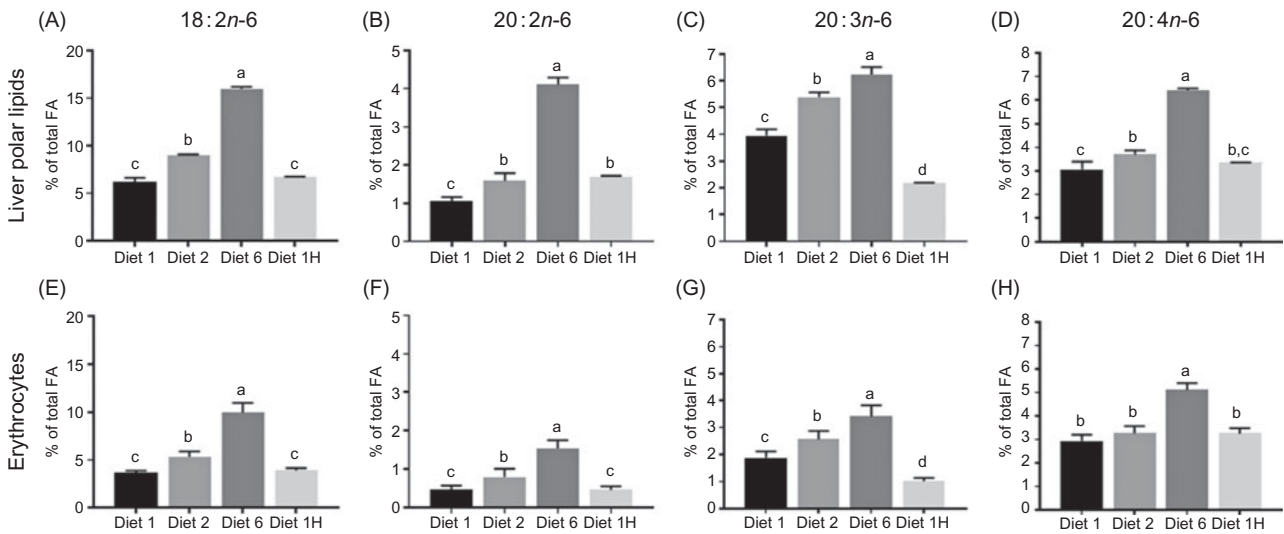 (A) 18:2n-6
(B) 20:2n-6
(C) 20:3n-6
(D) 20:4n-6
Liver polar lipids
% of total FA
20
15
10
5
0
c
b
a
c
Diet 1 Diet 2 Diet 6 Diet 1H
% of total FA
5
4
3
2
1
0
c
b
a
b
Diet 1 Diet 2 Diet 6 Diet 1H
% of total FA
7
6
5
4
3
2
1
0
c
b
a
d
Diet 1 Diet 2 Diet 6 Diet 1H
% of total FA
8
7
6
5
4
3
2
1
0
c
b
a
b,c
Diet 1 Diet 2 Diet 6 Diet 1H
Erythrocytes
(E)
% of total FA
20
15
10
5
0
c
b
a
c
Diet 1 Diet 2 Diet 6 Diet 1H
(F)
% of total FA
5
4
3
2
1
0
c
b
a
c
Diet 1 Diet 2 Diet 6 Diet 1H
(G)
% of total FA
7
6
5
4
3
2
1
0
c
b
a
d
Diet 1 Diet 2 Diet 6 Diet 1H
(H)
% of total FA
8
7
6
5
4
3
2
1
0
b
b
a
b
Diet 1 Diet 2 Diet 6 Diet 1H